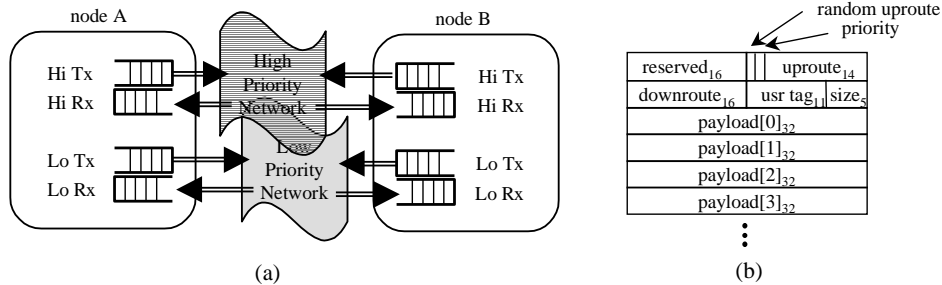 node A
node B
Hi Tx
Hi Rx
Lo Tx
Lo Rx
High
Priority
Network
Low
Priority
Network
Hi Tx
Hi Rx
Lo Tx
Lo Rx
(a)
random uproute
priority
reserved16 uproute14
downroute16 usr tag11 size5
payload[0]32
payload[1]32
payload[2]32
payload[3]32
(b)